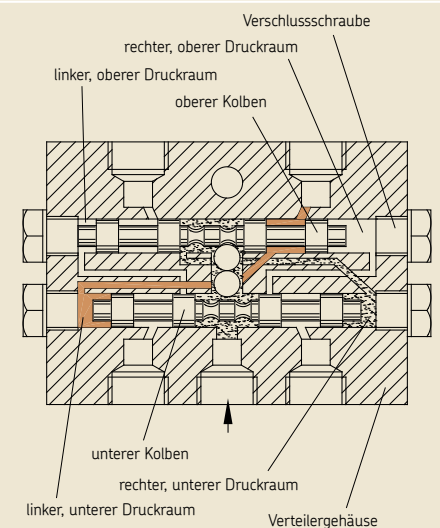 Verschlussschraube
rechter, oberer Druckraum
linker, oberer Druckraum
oberer Kolben
unterer Kolben
rechter, unterer Druckraum
linker, unterer Druckraum
Verteilergehäuse